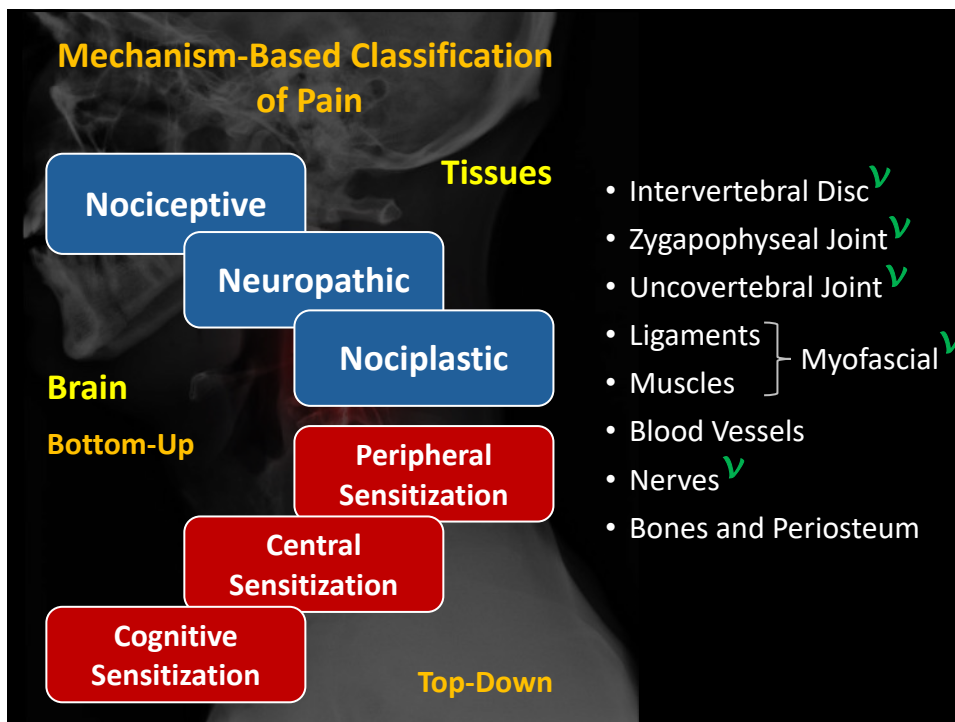 Mechanism-Based Classification
of Pain
Tissues
Nociceptive
Neuropathic
Nociplastic
Brain
Bottom-Up
Peripheral
Sensitization
Central
Sensitization
Cognitive
Sensitization
Top-Down
• Intervertebral Disc ν
• Zygapophyseal Joint ν
• Uncovertebral Joint ν
• Ligaments
Myofascial ν
• Muscles
• Blood Vessels
• Nerves ν
• Bones and Periosteum